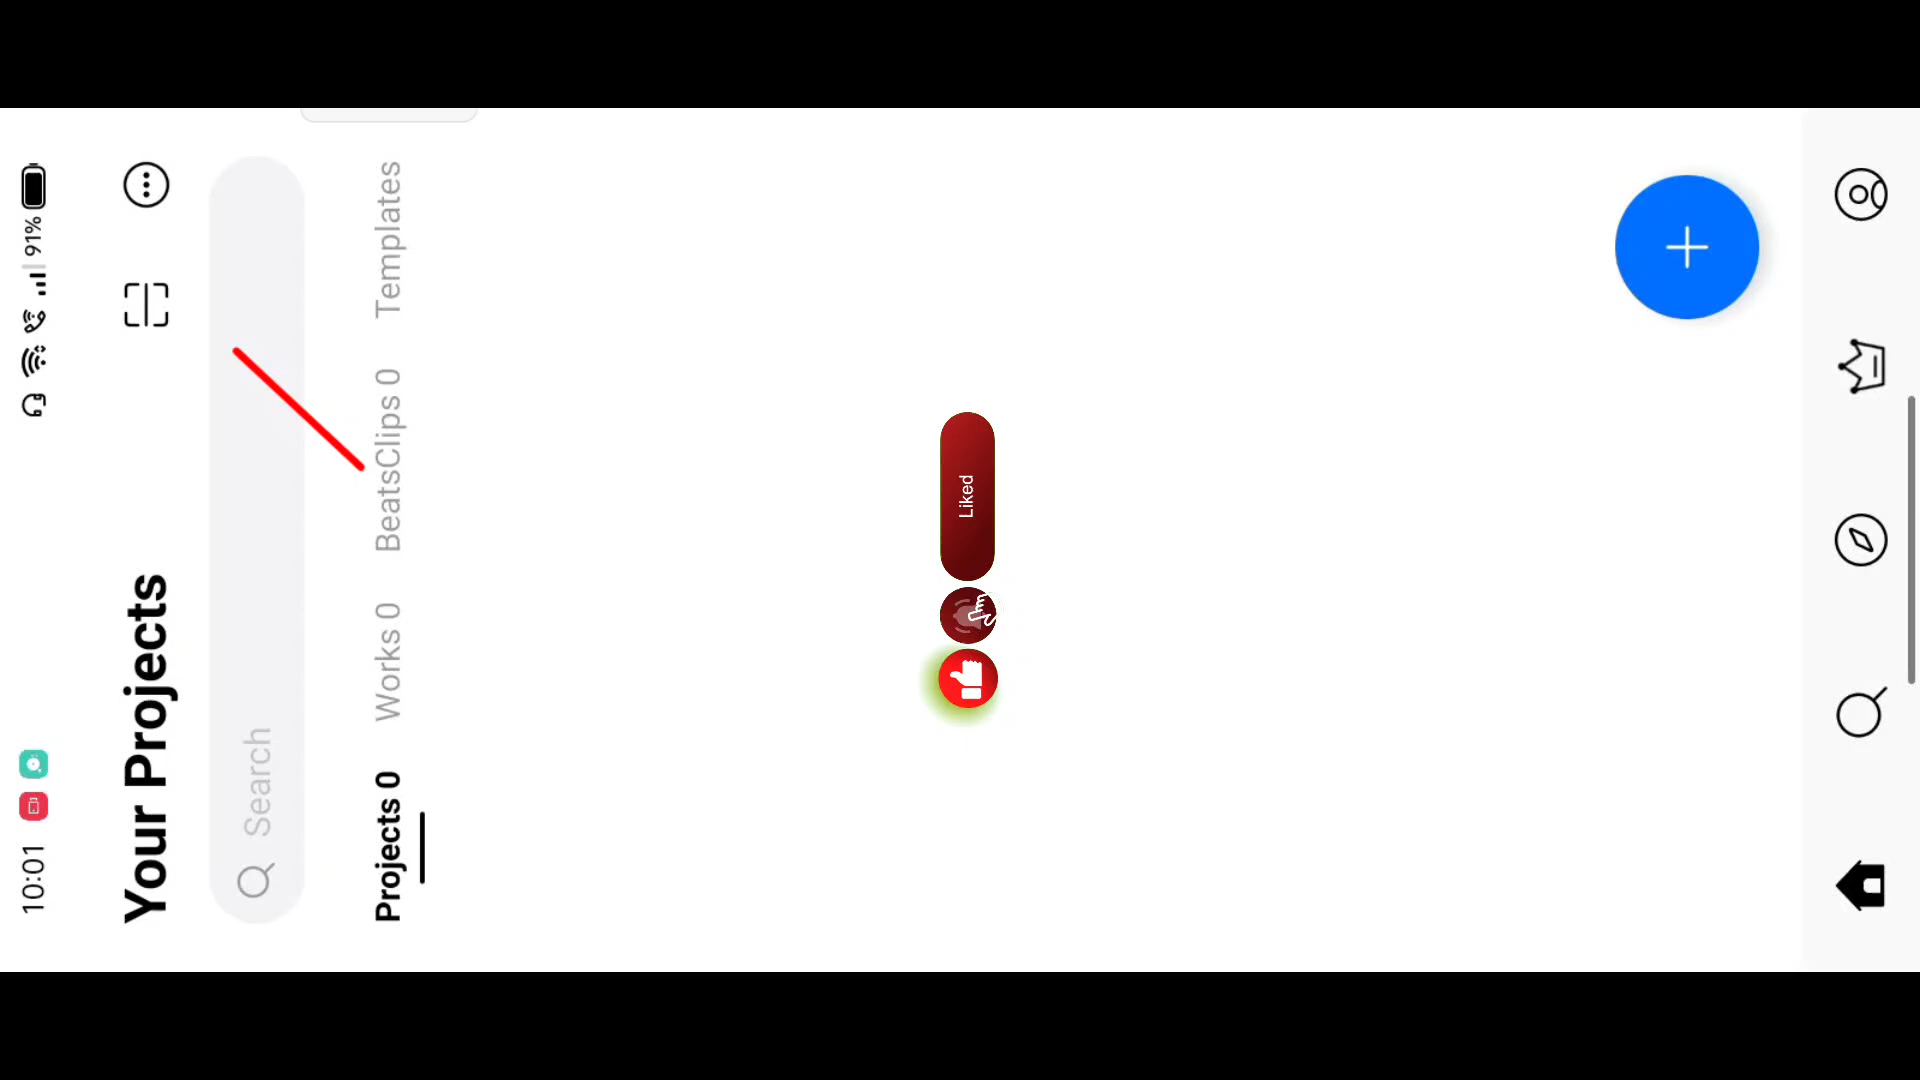 10:01 91%
Your Projects
Search
Projects 0 Works 0 BeatsClips 0 Templates
Liked